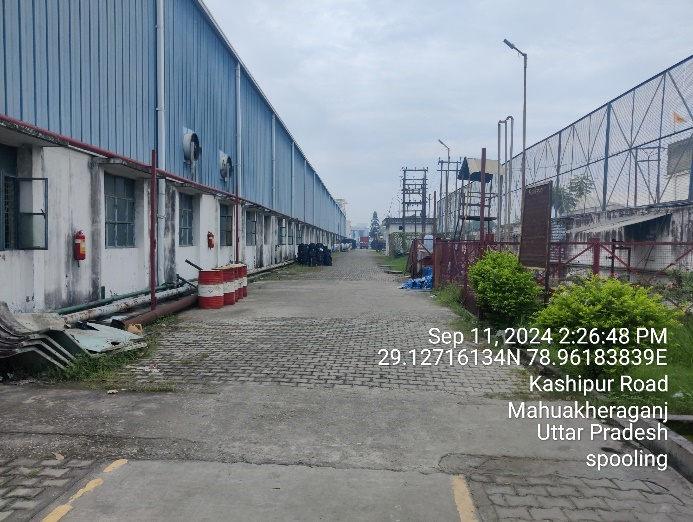 Sep 11, 2024 2:26:48 PM
29.12716134N 78.96183839E
Kashipur Road
Mahuakheraganj
Uttar Pradesh
spooling